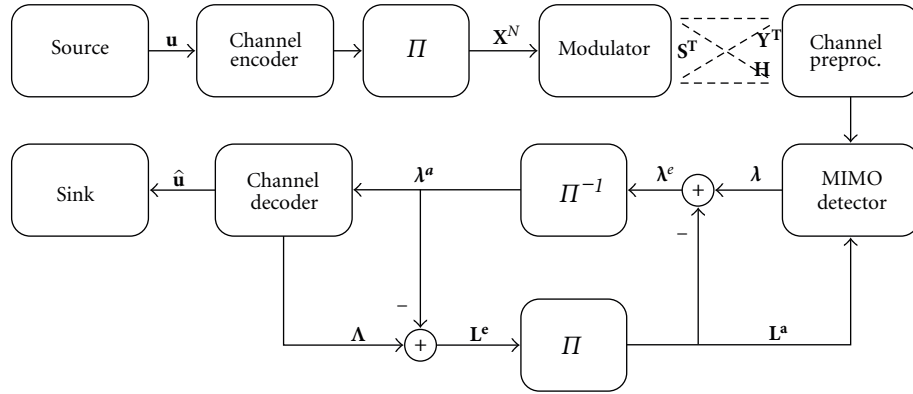 Source
u
Channel
encoder
Π
X^N
Modulator
S^T
Y^T
H
Channel
preproc.
Sink
û
Channel
decoder
λ^a
Π^-1
λ^e
+
λ
MIMO
detector
−
−
Λ
+
L^e
Π
L^a